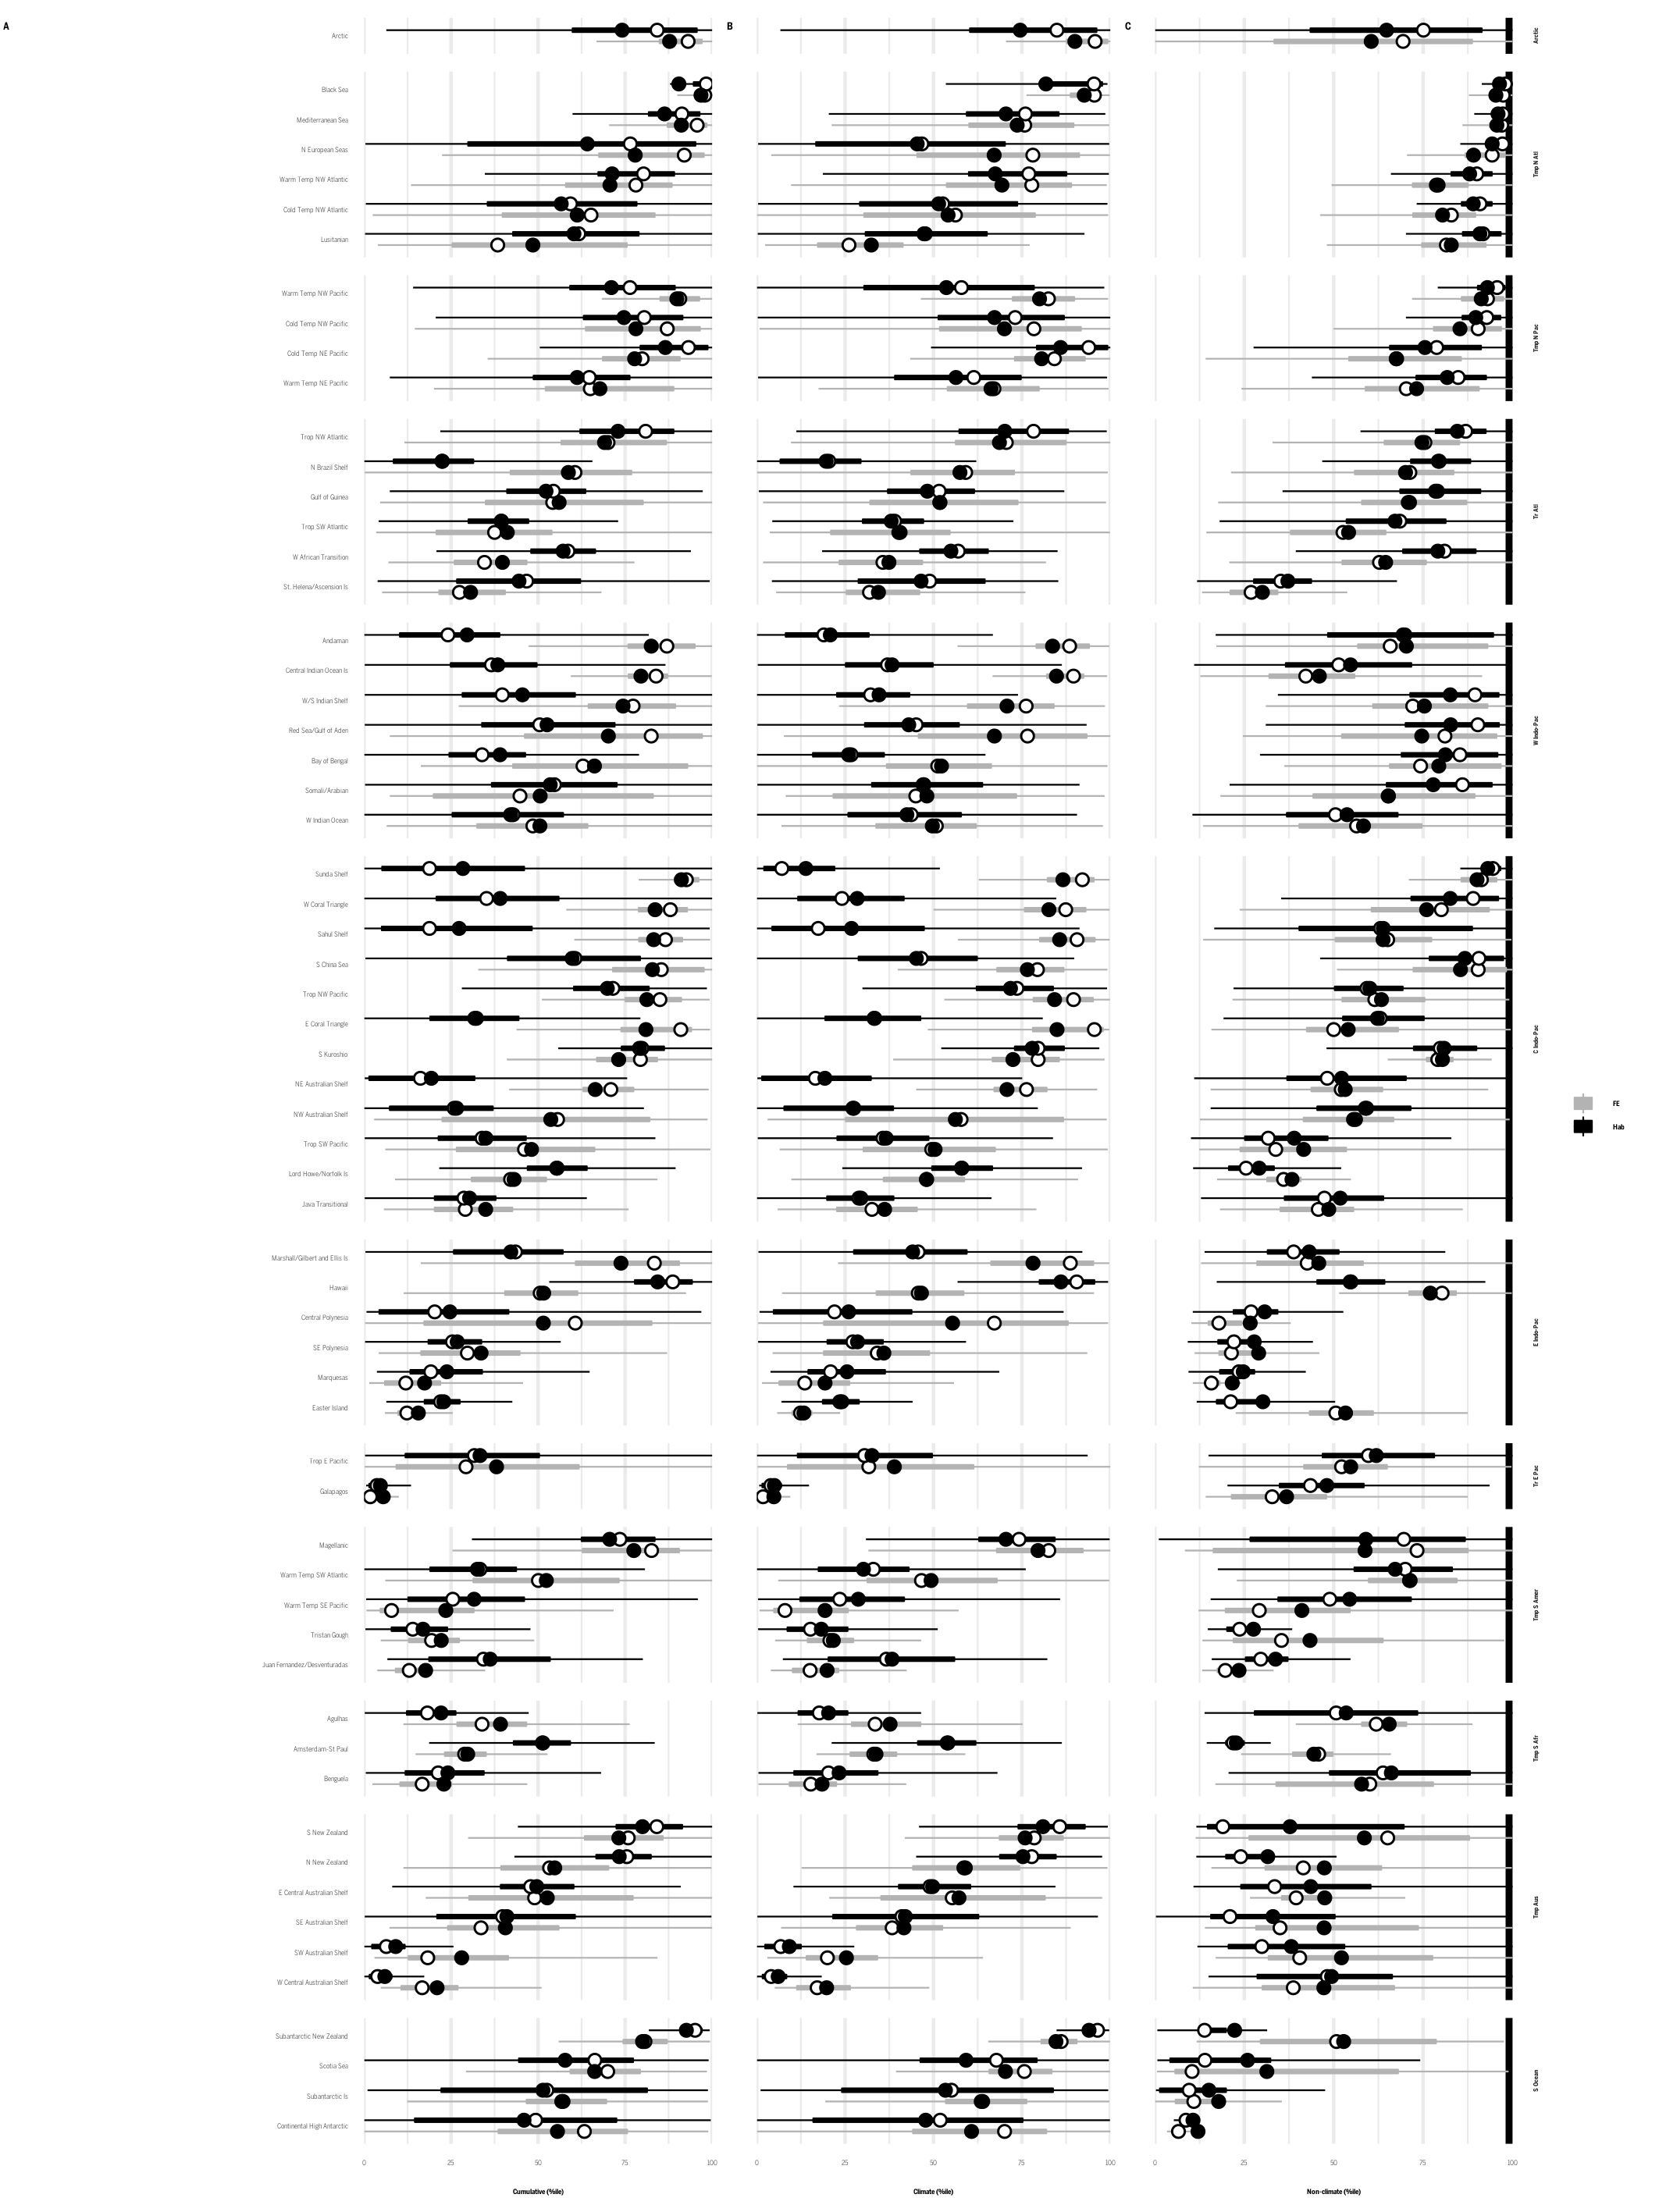 A B C
Arctic
Arctic
Black Sea
Mediterranean Sea
N European Seas
Warm Temp NW Atlantic
Cold Temp NW Atlantic
Lusitanian
Tmp N Atl
Warm Temp NW Pacific
Cold Temp NW Pacific
Cold Temp NE Pacific
Warm Temp NE Pacific
Tmp N Pac
Trop NW Atlantic
N Brazil Shelf
Gulf of Guinea
Trop SW Atlantic
W African Transition
St. Helena/Ascension Is
Tr Atl
Andaman
Central Indian Ocean Is
W/S Indian Shelf
Red Sea/Gulf of Aden
Bay of Bengal
Somali/Arabian
W Indian Ocean
W Indo-Pac
Sunda Shelf
W Coral Triangle
Sahul Shelf
S China Sea
Trop NW Pacific
E Coral Triangle
S Kuroshio
NE Australian Shelf
NW Australian Shelf
Trop SW Pacific
Lord Howe/Norfolk Is
Java Transitional
C Indo-Pac
FE
Hab
Marshall/Gilbert and Ellis Is
Hawaii
Central Polynesia
SE Polynesia
Marquesas
Easter Island
E Indo-Pac
Trop E Pacific
Galapagos
Tr E Pac
Magellanic
Warm Temp SW Atlantic
Warm Temp SE Pacific
Tristan Gough
Juan Fernandez/Desventuradas
Tmp S Amer
Agulhas
Amsterdam-St Paul
Benguela
Tmp S Afr
S New Zealand
N New Zealand
E Central Australian Shelf
SE Australian Shelf
SW Australian Shelf
W Central Australian Shelf
Tmp Aus
Subantarctic New Zealand
Scotia Sea
Subantarctic Is
Continental High Antarctic
S Ocean
0 25 50 75 100 0 25 50 75 100 0 25 50 75 100
Cumulative (%ile) Climate (%ile) Non-climate (%ile)